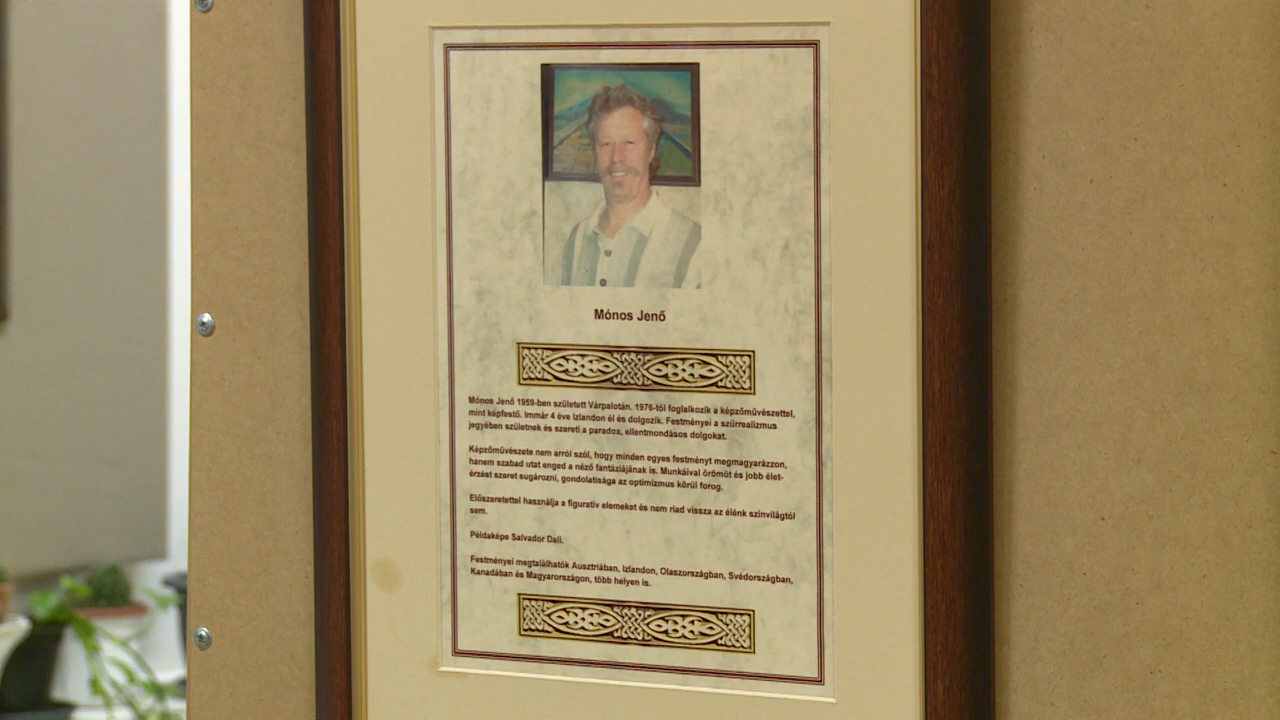 Mónos Jenő
Mónos Jenő 1959-ben született Várpalotán. 1976-tól foglalkozik a képzőművészettel,
mint képfestő. Immár 4 éve Izlandon él és dolgozik. Festményei a szürrealizmus
jegyében születnek és szereti a paradox, ellentmondásos dolgokat.
Képzőművészete nem arról szól, hogy minden egyes festményt megmagyarázzon,
hanem szabad utat enged a néző fantáziájának is. Munkáival örömöt és jobb élet-
érzést szeret sugározni, gondolatisága az optimizmus körül forog.
Előszeretettel használja a figuratív elemeket és nem riad vissza az élénk színvilágtól
sem.
Példaképe Salvador Dali.
Festményei megtalálhatók Ausztriában, Izlandon, Olaszországban, Svédországban,
Kanadában és Magyarországon, több helyen is.